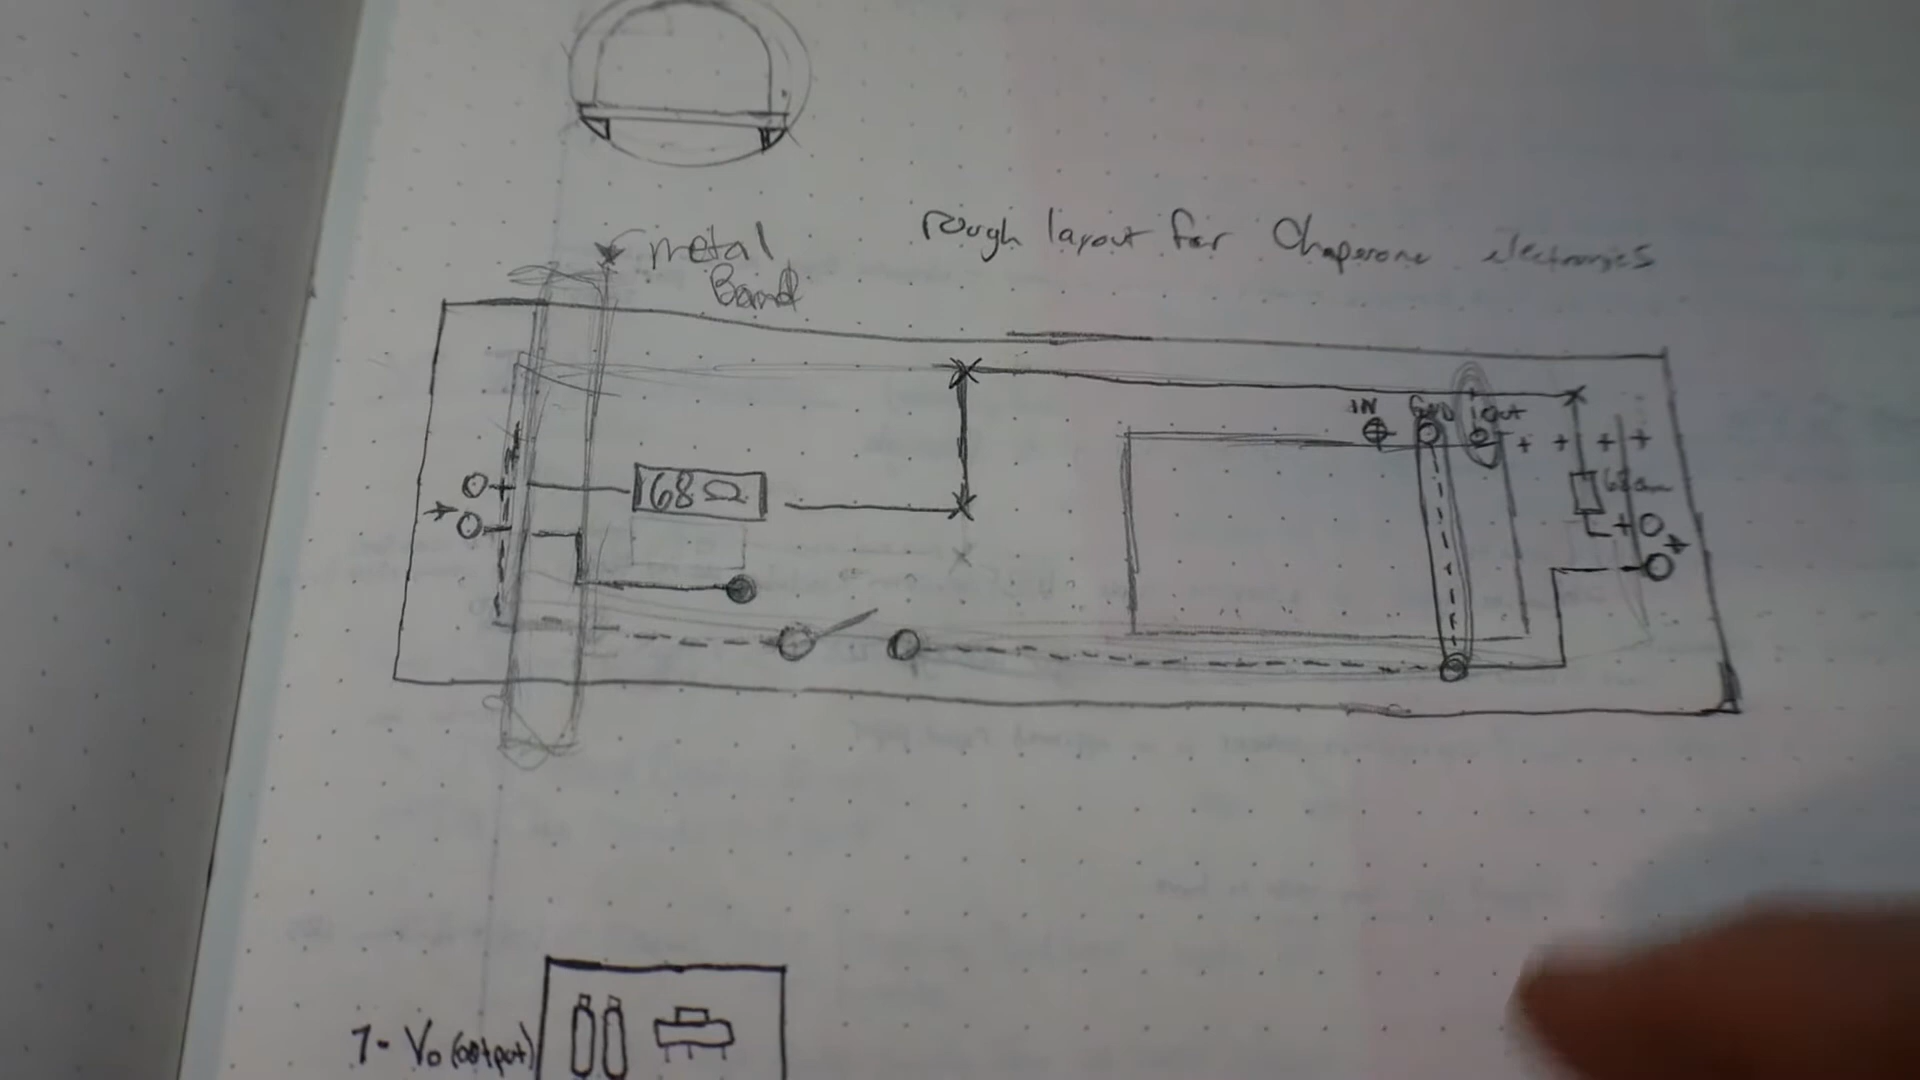 rough layout for Chaperone electronics
metal
Band
IN GND Out
68Ω
7- Vo (output)